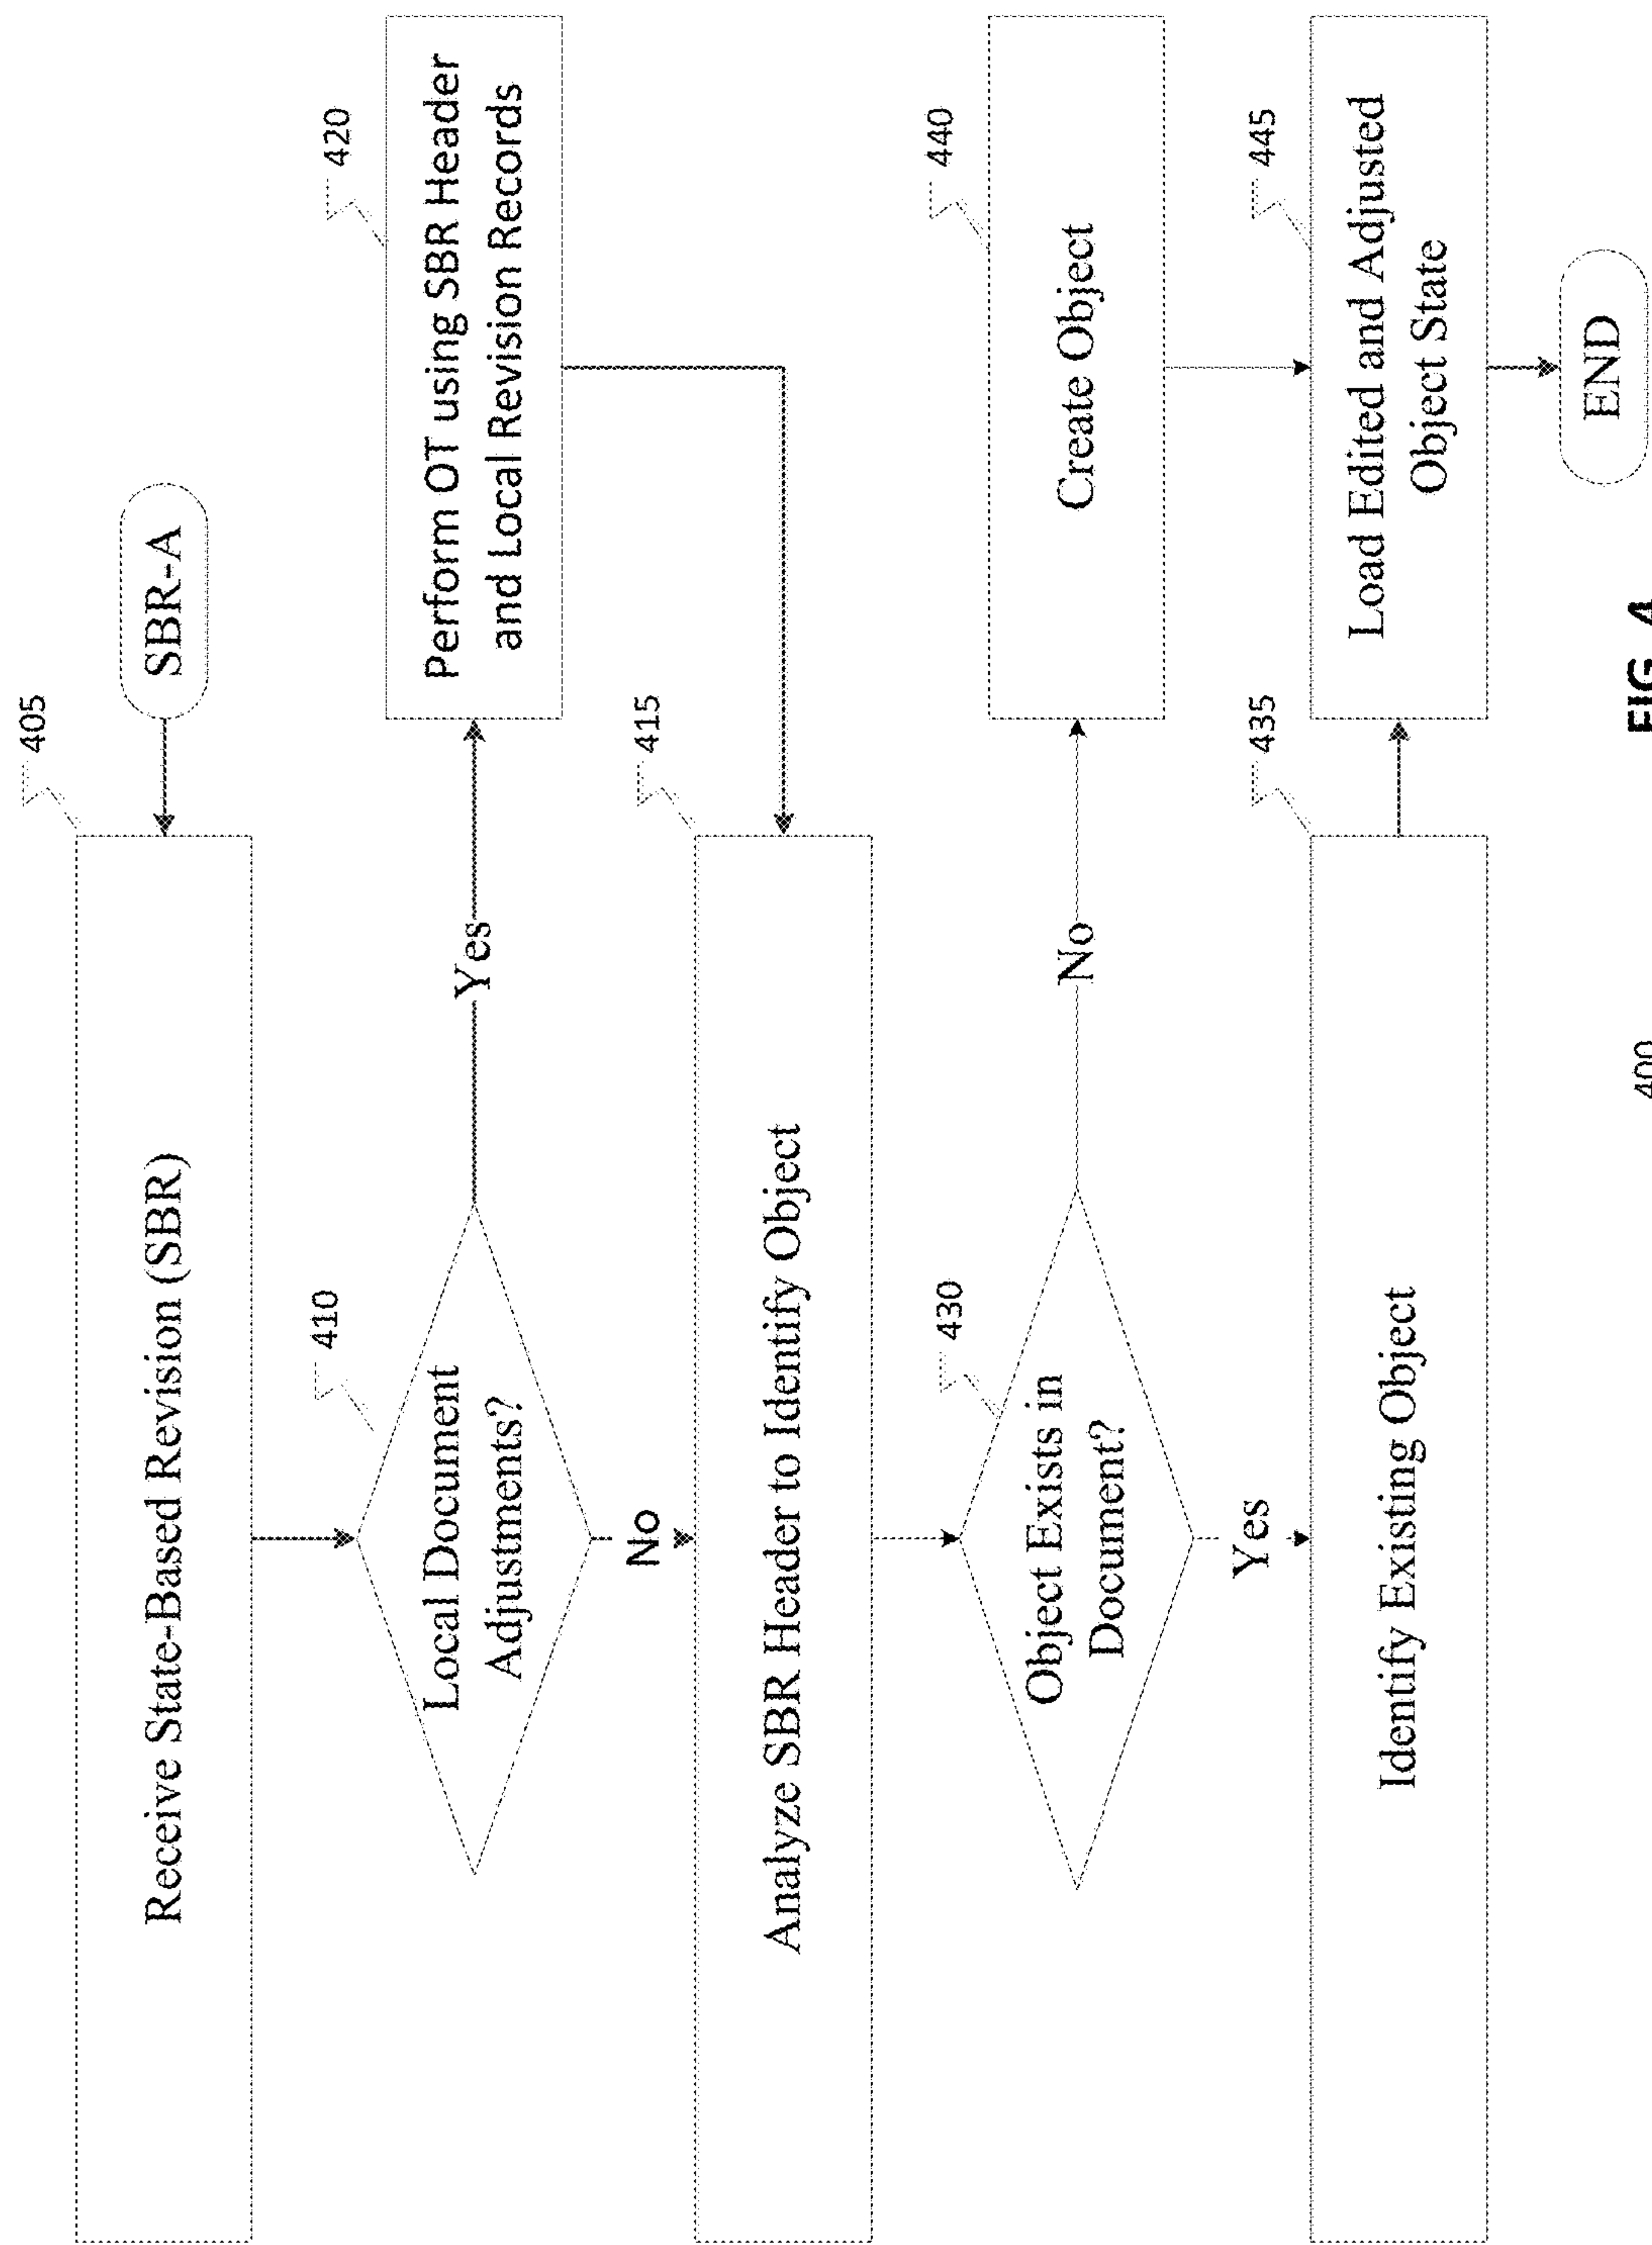 SBR-A
405
Receive State-Based Revision (SBR)
410
Local Document
Adjustments?
Yes
420
Perform OT using SBR Header
and Local Revision Records
No
415
Analyze SBR Header to Identify Object
430
Object Exists in
Document?
No
440
Create Object
Yes
435
Identify Existing Object
445
Load Edited and Adjusted
Object State
END
400
FIG. 4